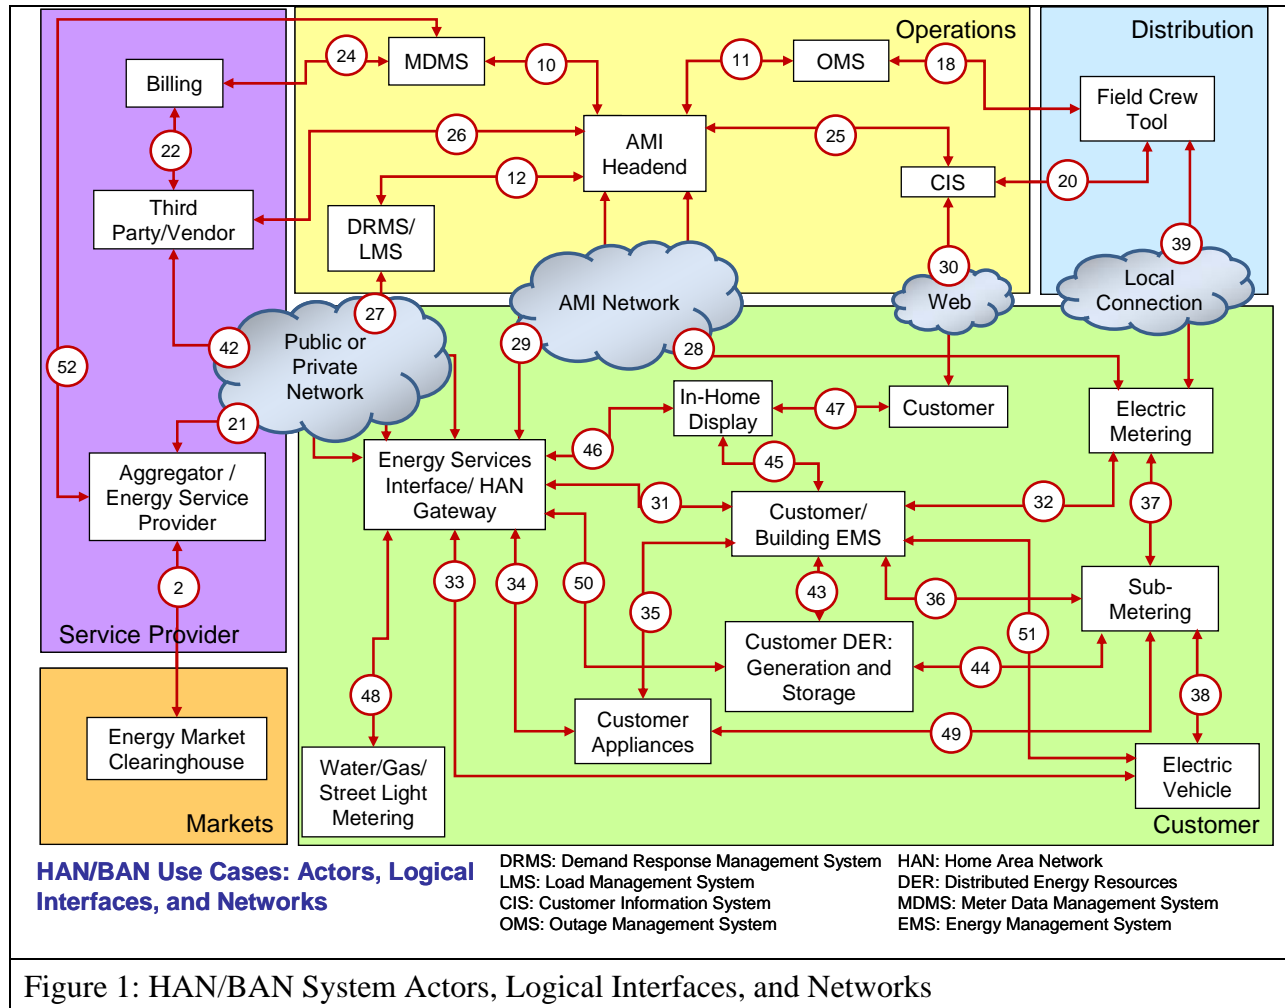 Operations
Distribution
24
MDMS
10
11
OMS
18
Billing
Field Crew
Tool
22
26
AMI
Headend
25
12
CIS
20
Third
Party/Vendor
DRMS/
LMS
39
30
27
AMI Network
Web
Local
Connection
42
Public or
Private
Network
29
28
52
21
In-Home
Display
47
Customer
Electric
Metering
46
45
Aggregator /
Energy Service
Provider
Energy Services
Interface/ HAN
Gateway
31
32
37
Customer/
Building EMS
2
33
34
50
43
36
Sub-
Metering
35
51
Service Provider
Customer DER:
Generation and
Storage
44
48
38
Energy Market
Clearinghouse
Customer
Appliances
49
Water/Gas/
Street Light
Metering
Electric
Vehicle
Markets
Customer
HAN/BAN Use Cases: Actors, Logical
Interfaces, and Networks
DRMS: Demand Response Management System
LMS: Load Management System
CIS: Customer Information System
OMS: Outage Management System
HAN: Home Area Network
DER: Distributed Energy Resources
MDMS: Meter Data Management System
EMS: Energy Management System
Figure 1: HAN/BAN System Actors, Logical Interfaces, and Networks